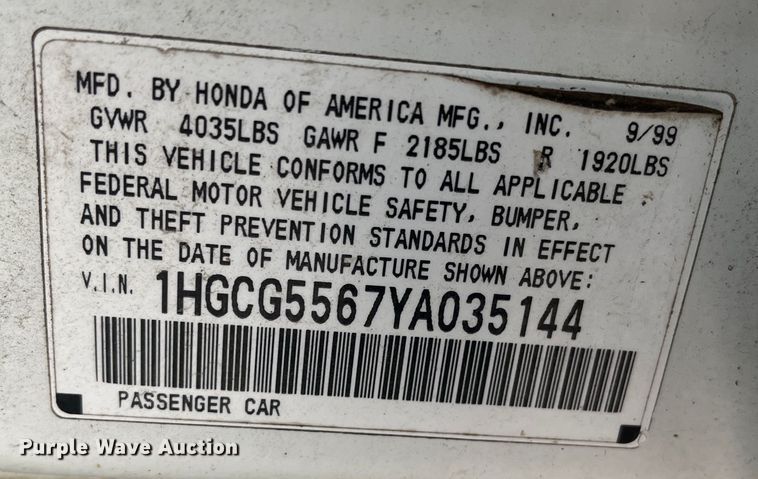 MFD. BY HONDA OF AMERICA MFG., INC. 9/99
GVWR 4035LBS GAWR F 2185LBS R 1920LBS
THIS VEHICLE CONFORMS TO ALL APPLICABLE
FEDERAL MOTOR VEHICLE SAFETY, BUMPER,
AND THEFT PREVENTION STANDARDS IN EFFECT
ON THE DATE OF MANUFACTURE SHOWN ABOVE:
V.I.N. 1HGCG5567YA035144
PASSENGER CAR
Purple Wave Auction